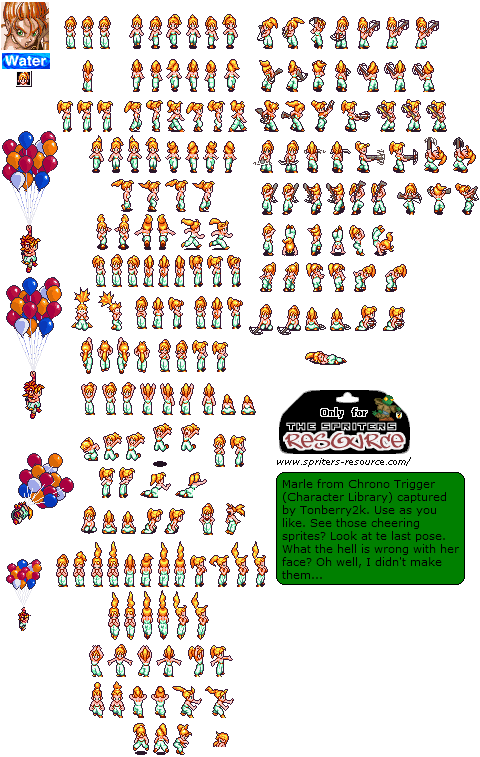 Water
Only for
THE SPRITERS
RESOURCE
www.spriters-resource.com/
Marle from Chrono Trigger
(Character Library) captured
by Tonberry2k. Use as you
like. See those cheering
sprites? Look at te last pose.
What the hell is wrong with her
face? Oh well, I didn't make
them...